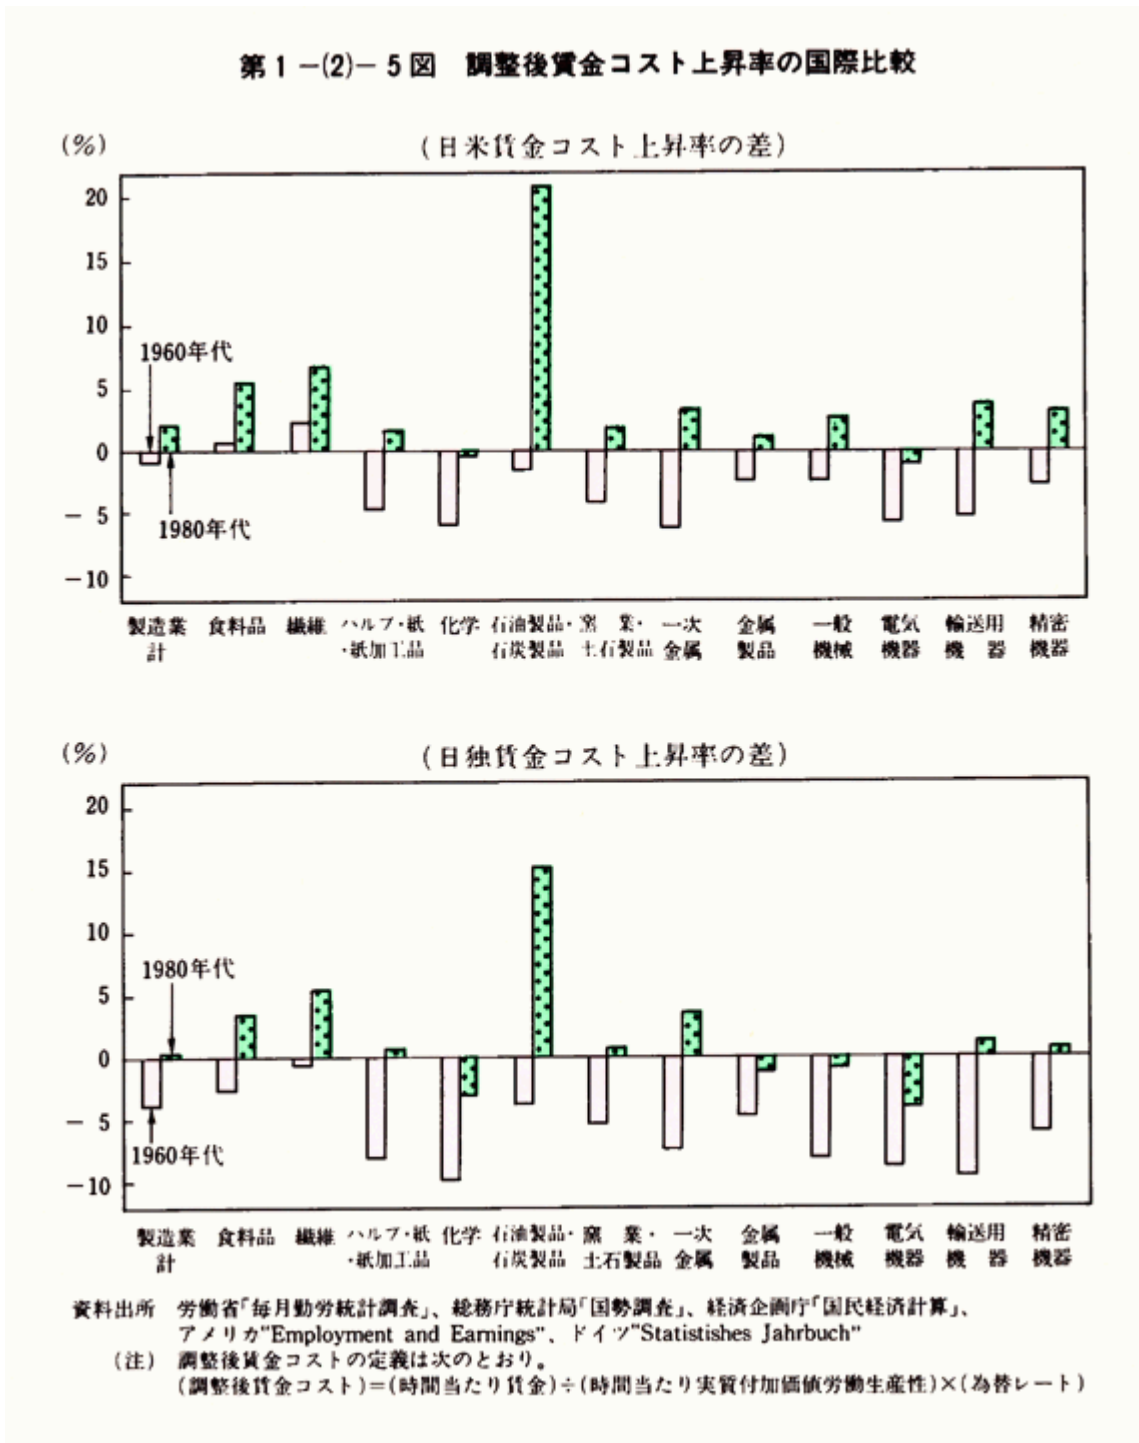 第1-(2)-5図 調整後賃金コスト上昇率の国際比較
(%)
(日米賃金コスト上昇率の差)
20
15
10
5
0
-5
-10
1960年代
1980年代
製造業計
食料品
繊維
パルプ・紙・紙加工品
化学
石油製品・石炭製品
窯業・土石製品
一次金属
金属製品
一般機械
電気機器
輸送用機器
精密機器
(%)
(日独賃金コスト上昇率の差)
20
15
10
5
0
-5
-10
1980年代
1960年代
製造業計
食料品
繊維
パルプ・紙・紙加工品
化学
石油製品・石炭製品
窯業・土石製品
一次金属
金属製品
一般機械
電気機器
輸送用機器
精密機器
資料出所 労働省「毎月勤労統計調査」、総務庁統計局「国勢調査」、経済企画庁「国民経済計算」、
アメリカ"Employment and Earnings"、ドイツ"Statistishes Jahrbuch"
(注) 調整後賃金コストの定義は次のとおり。
(調整後賃金コスト)=(時間当たり賃金)÷(時間当たり実質付加価値労働生産性)×(為替レート)